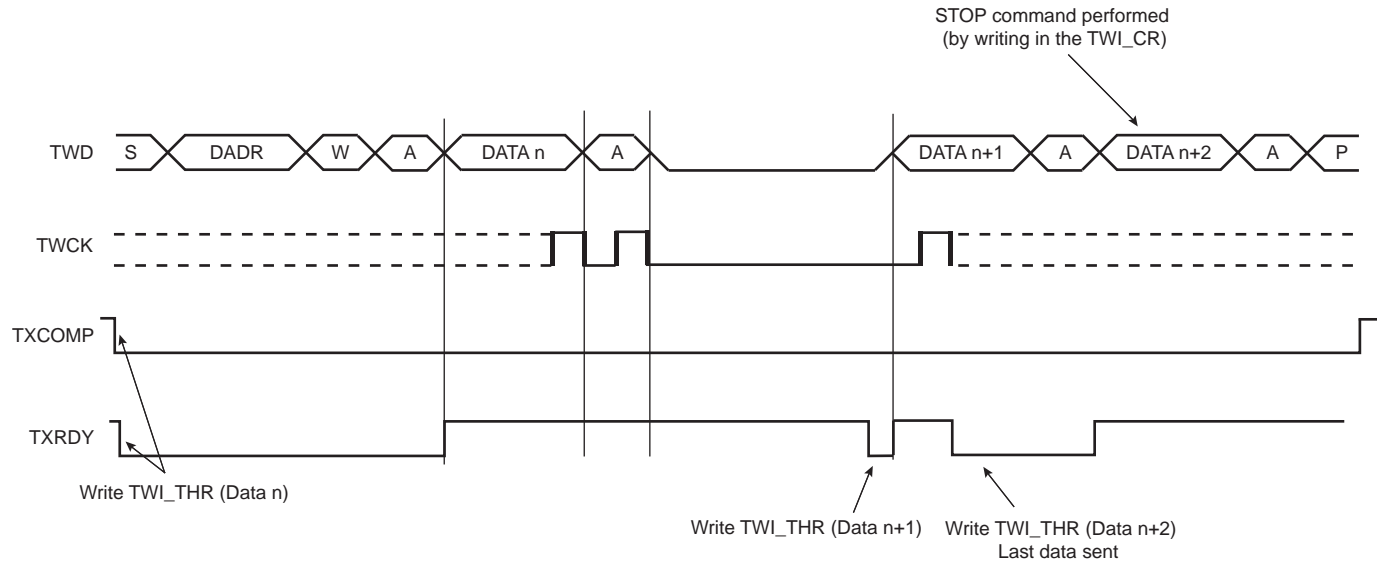 STOP command performed
(by writing in the TWI_CR)
TWD S DADR W A DATA n A DATA n+1 A DATA n+2 A P
TWCK
TXCOMP
TXRDY
Write TWI_THR (Data n)
Write TWI_THR (Data n+1) Write TWI_THR (Data n+2)
Last data sent